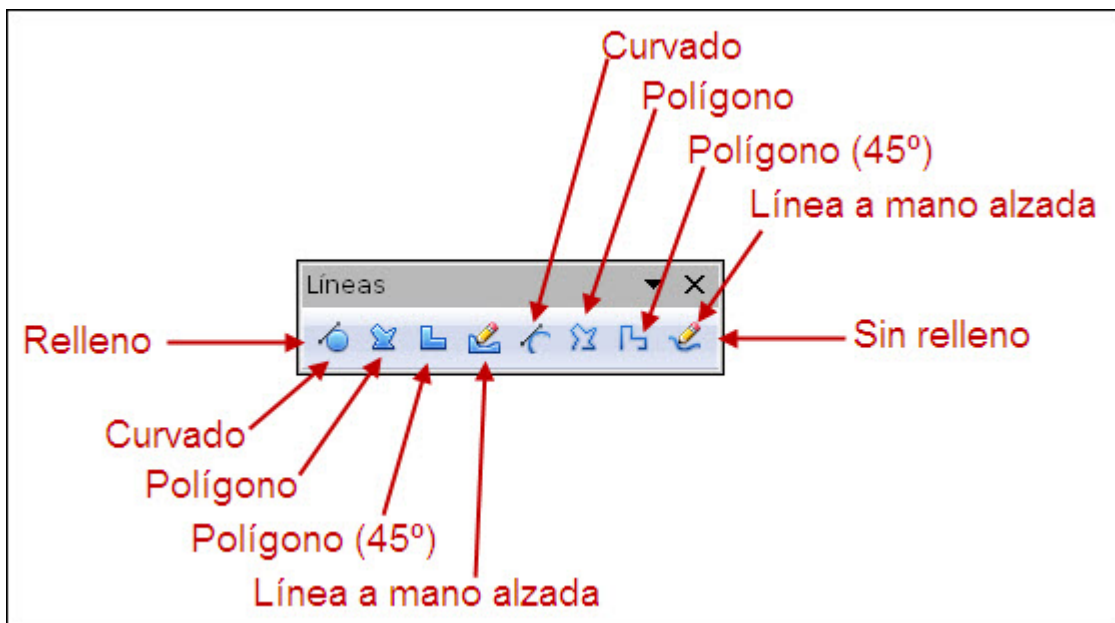 Curvado
Polígono
Polígono (45º)
Línea a mano alzada
Líneas
Relleno
Sin relleno
Curvado
Polígono
Polígono (45º)
Línea a mano alzada